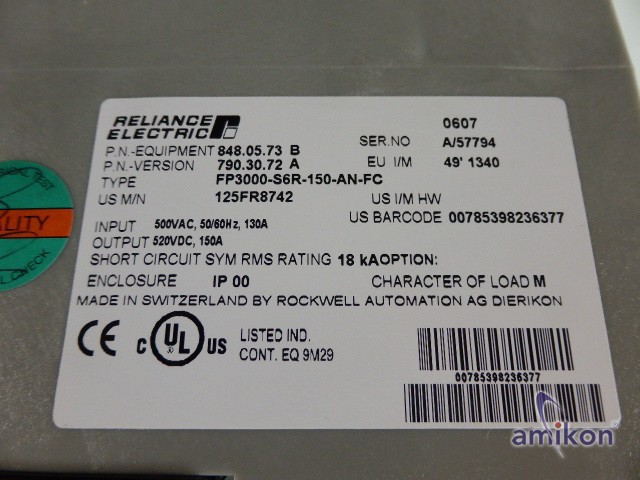 RELIANCE
ELECTRIC
0607
P.N.-EQUIPMENT 848.05.73 B
SER.NO A/57794
P.N.-VERSION 790.30.72 A
EU I/M 49' 1340
TYPE FP3000-S6R-150-AN-FC
US M/N 125FR8742
US I/M HW
US BARCODE 00785398236377
INPUT 500VAC, 50/60Hz, 130A
OUTPUT 520VDC, 150A
SHORT CIRCUIT SYM RMS RATING 18 kAOPTION:
ENCLOSURE IP 00
CHARACTER OF LOAD M
MADE IN SWITZERLAND BY ROCKWELL AUTOMATION AG DIERIKON
CE
C UL US
LISTED IND.
CONT. EQ 9M29
00785398236377
CHECK
amikon